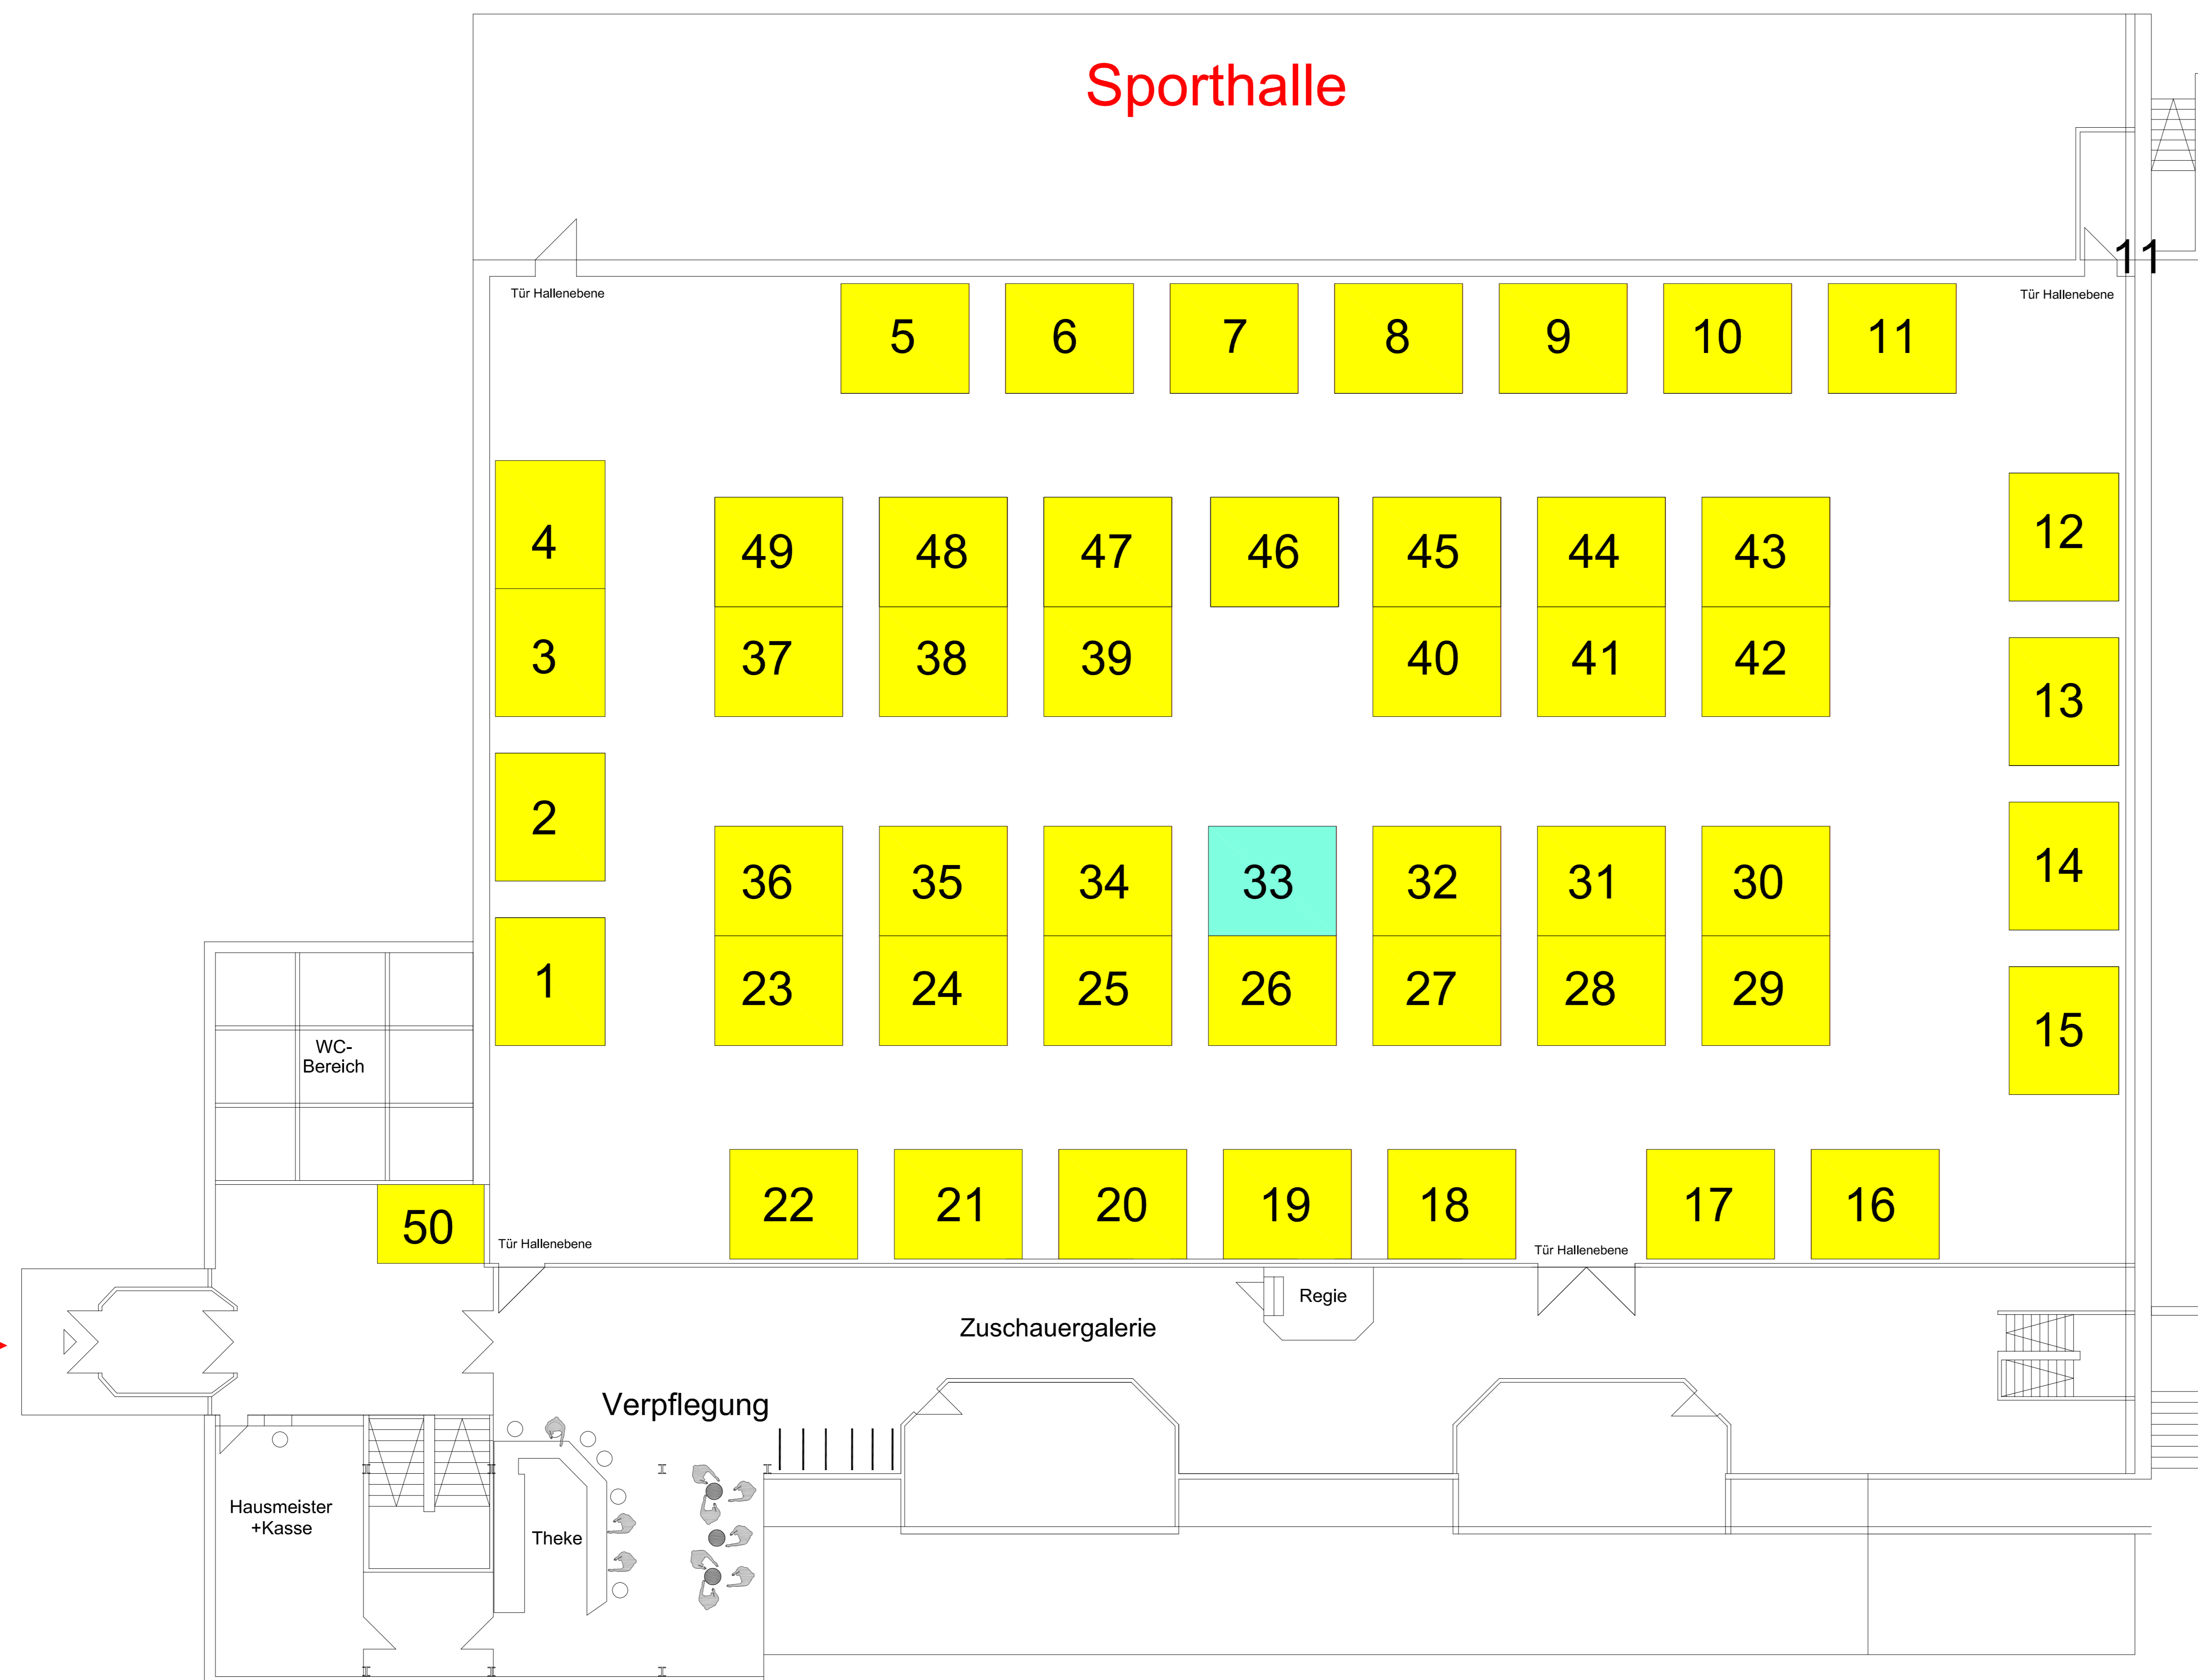 Sporthalle
11
Tür Hallenebene
Tür Hallenebene
5 6 7 8 9 10 11
4 49 48 47 46 45 44 43 12
3 37 38 39 40 41 42 13
2 36 35 34 33 32 31 30 14
1 23 24 25 26 27 28 29 15
WC-
Bereich
22 21 20 19 18 17 16
50
Tür Hallenebene
Tür Hallenebene
Regie
Zuschauergalerie
Verpflegung
Hausmeister
+Kasse
Theke